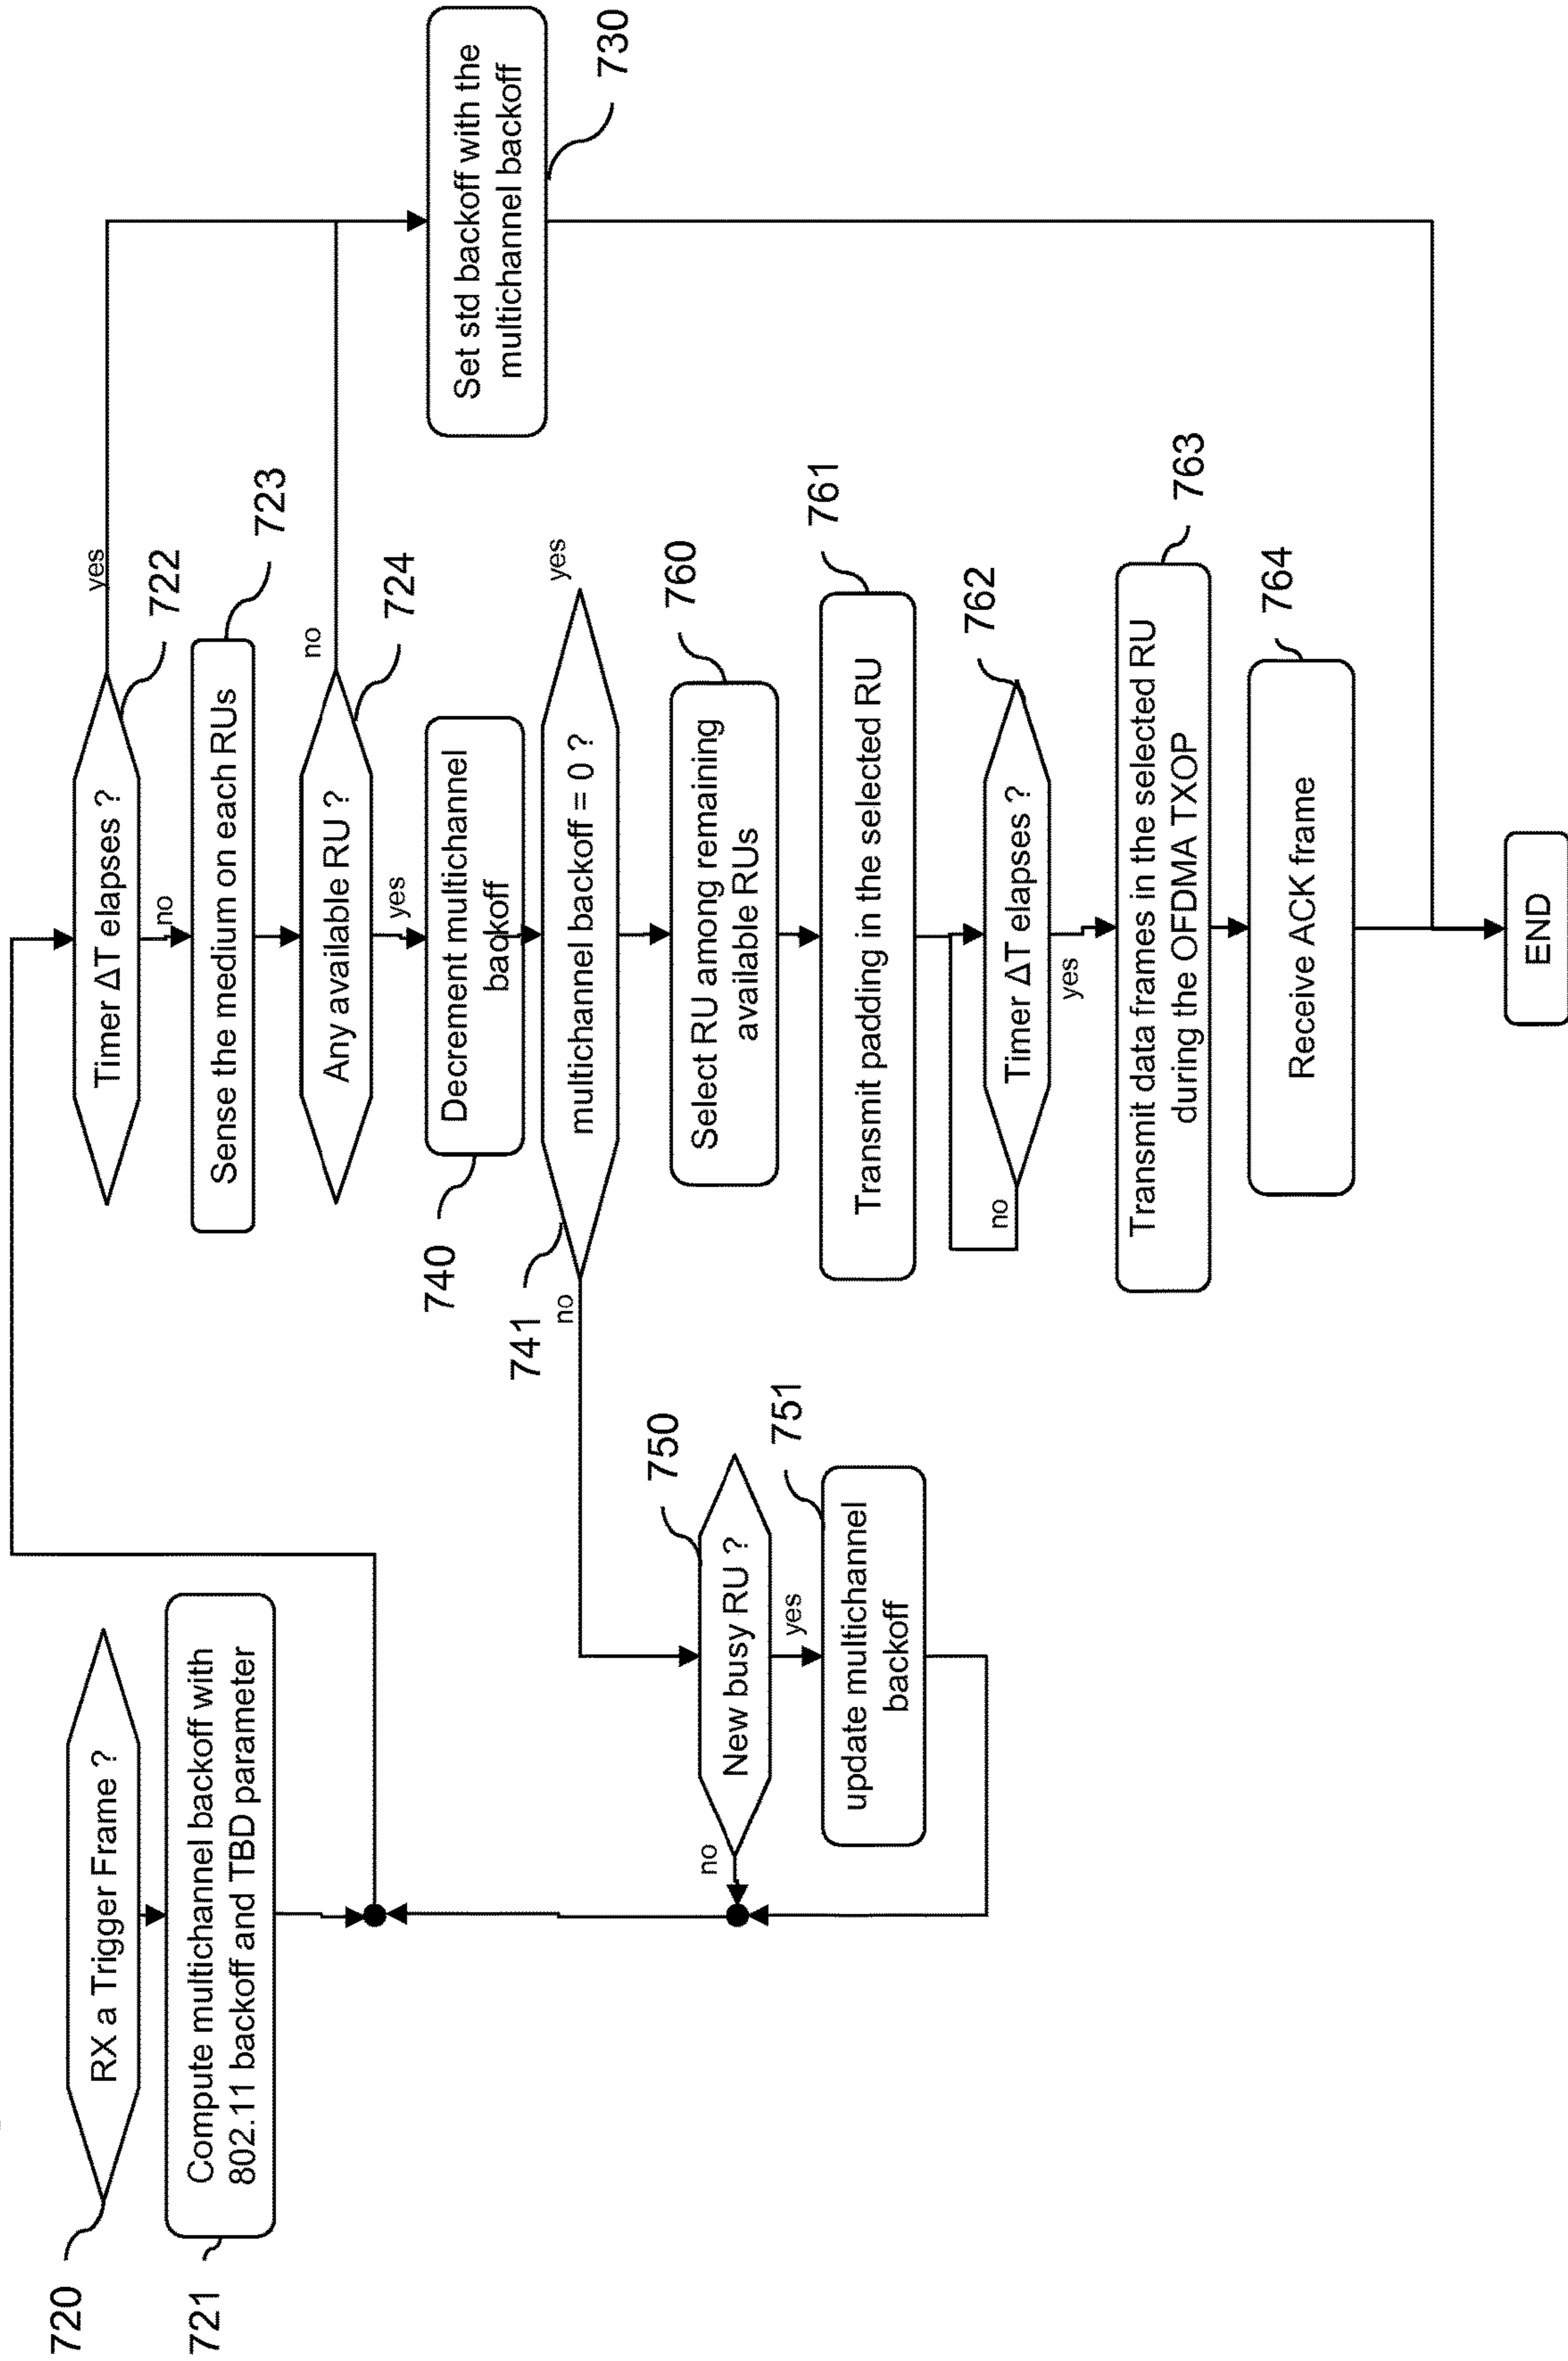 720
RX a Trigger Frame ?
721
Compute multichannel backoff with
802.11 backoff and TBD parameter
Timer ΔT elapses ?
yes
722
no
Sense the medium on each RUs
723
Any available RU ?
no
724
yes
Set std backoff with the
multichannel backoff
730
740
Decrement multichannel
backoff
741
multichannel backoff = 0 ?
yes
no
750
New busy RU ?
no
yes
751
update multichannel
backoff
Select RU among remaining
available RUs
760
Transmit padding in the selected RU
761
Timer ΔT elapses ?
762
no
yes
Transmit data frames in the selected RU
during the OFDMA TXOP
763
Receive ACK frame
764
END